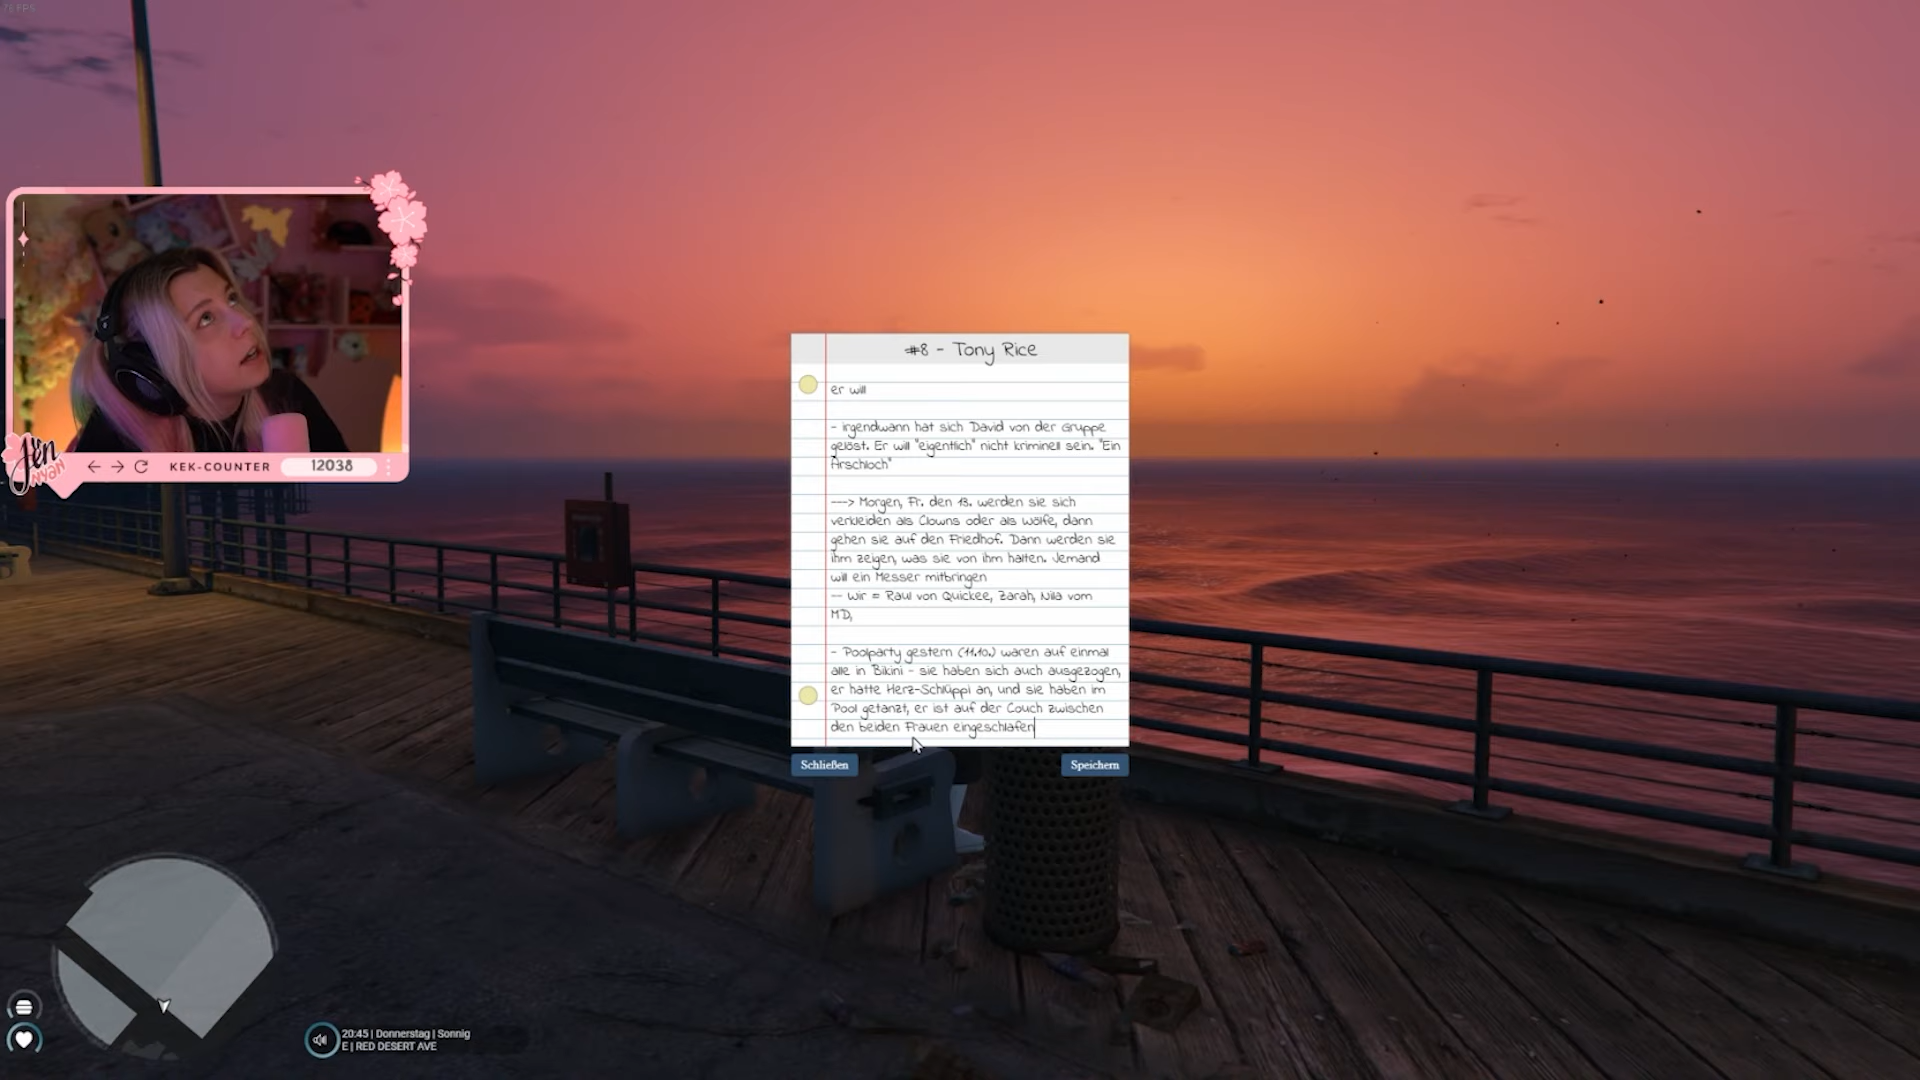 78 FPS
Jen
NYAN
KEK-COUNTER 12038
#8 - Tony Rice
er will
- irgendwann hat sich David von der Gruppe
gelöst. Er will "eigentlich" nicht kriminell sein. "Ein
Arschloch"
---> Morgen, Fr. den 13. werden sie sich
verkleiden als Clowns oder als Wölfe, dann
gehen sie auf den Friedhof. Dann werden sie
ihm zeigen, was sie von ihm halten. Jemand
will ein Messer mitbringen
-- Wir = Raul von Quickee, Zarah, Nila vom
MD,
- Poolparty gestern (11.10.) waren auf einmal
alle in Bikini - sie haben sich auch ausgezogen,
er hatte Herz-Schlüppi an, und sie haben im
Pool getanzt, er ist auf der Couch zwischen
den beiden Frauen eingeschlafen
Schließen
Speichern
20:45 | Donnerstag | Sonnig
E | RED DESERT AVE